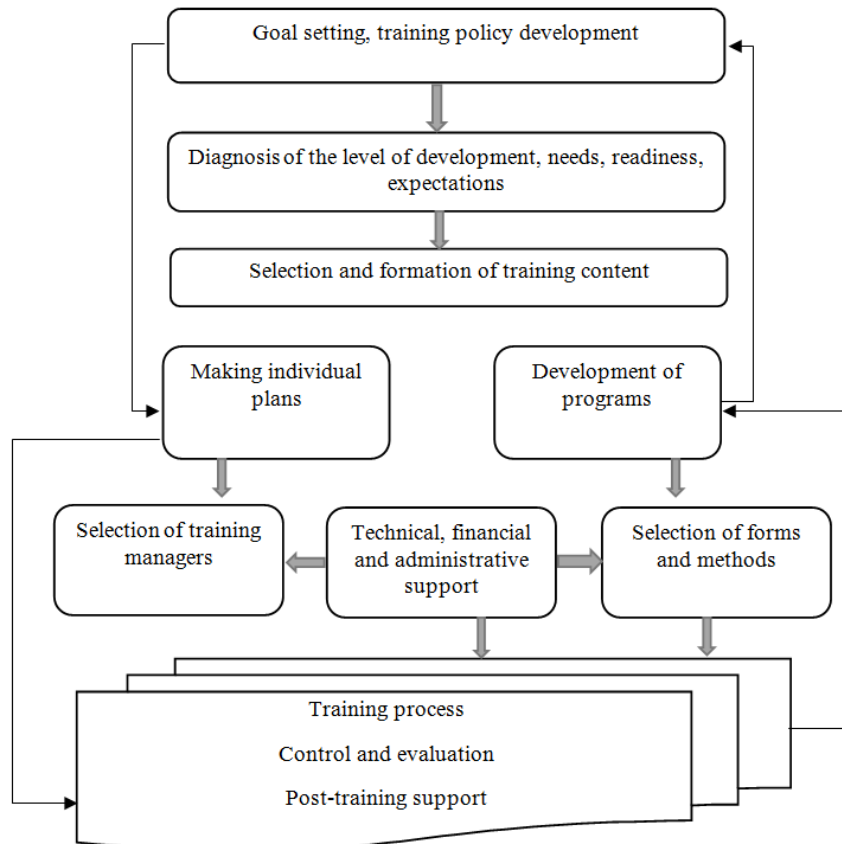 Goal setting, training policy development
Diagnosis of the level of development, needs, readiness,
expectations
Selection and formation of training content
Making individual
plans
Development of
programs
Selection of training
managers
Technical, financial
and administrative
support
Selection of forms
and methods
Training process
Control and evaluation
Post-training support